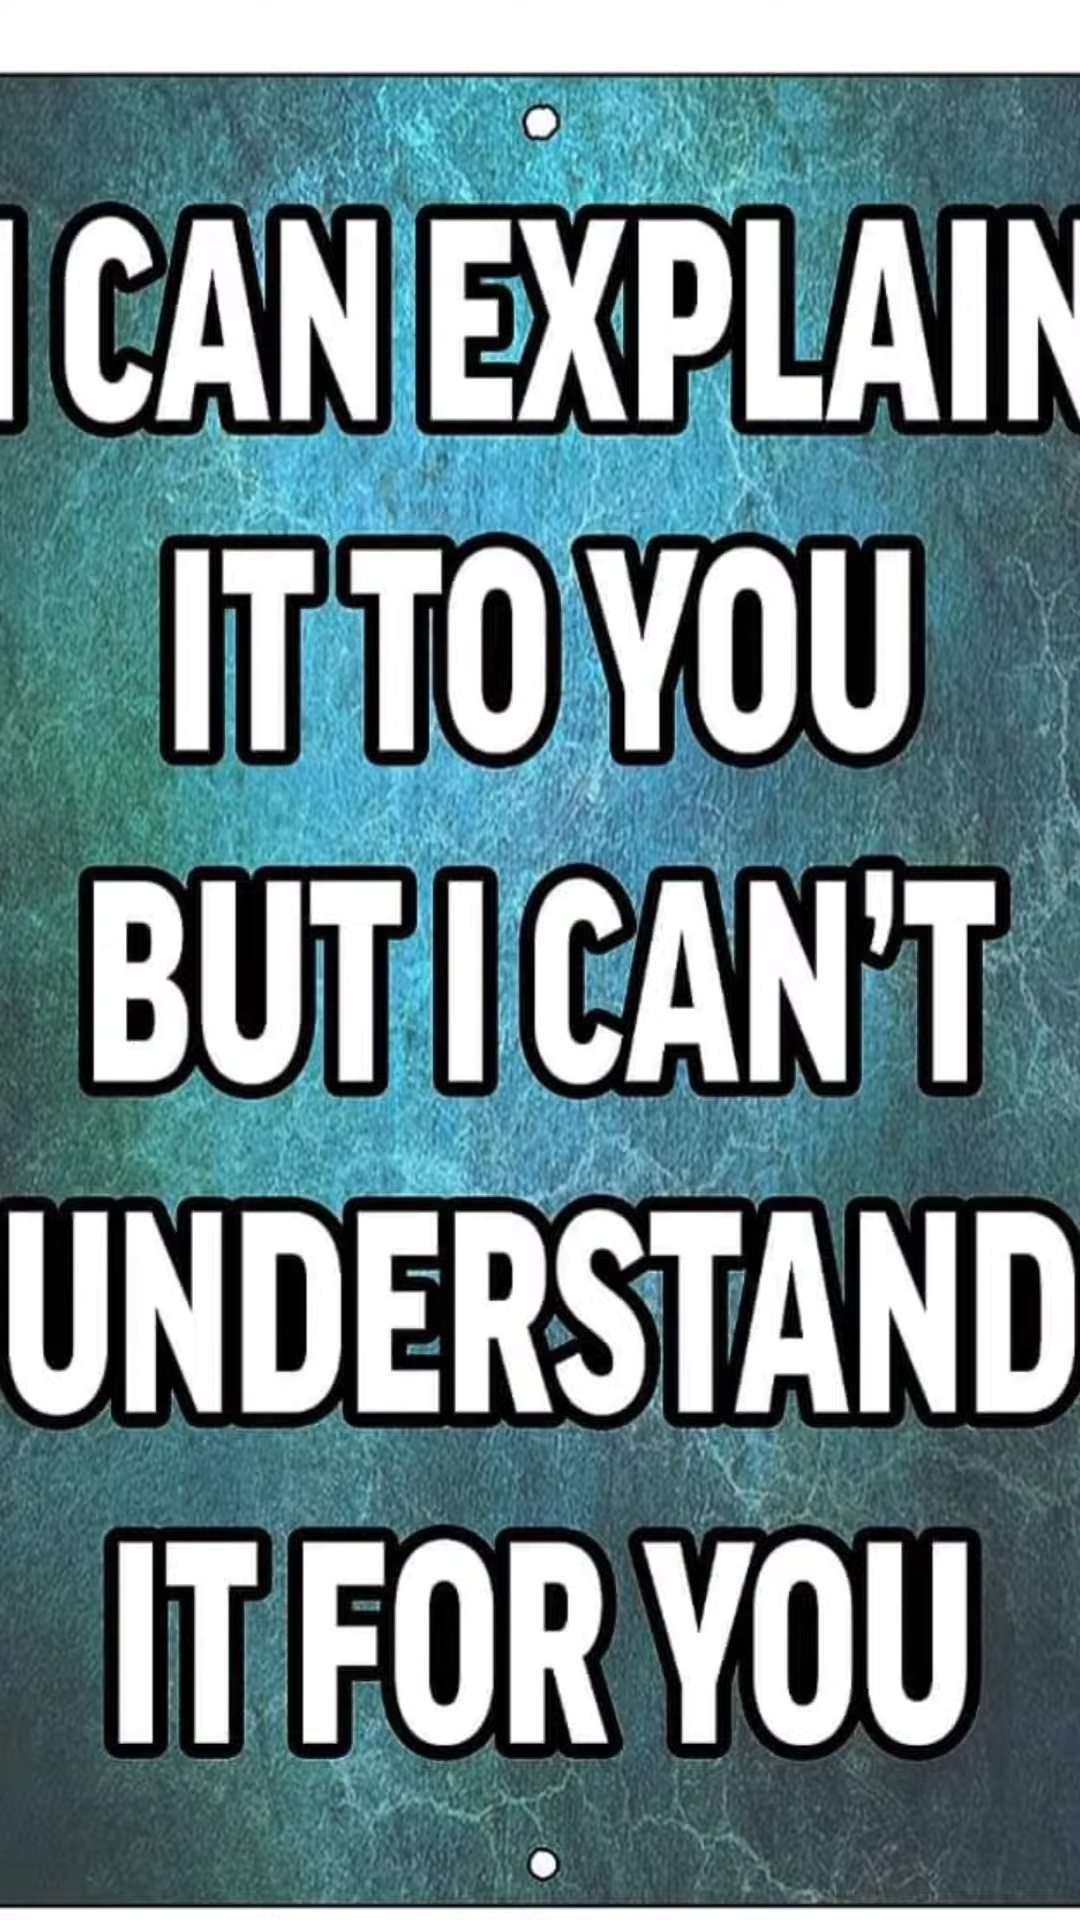 I CAN EXPLAIN
IT TO YOU
BUT I CAN'T
UNDERSTAND
IT FOR YOU